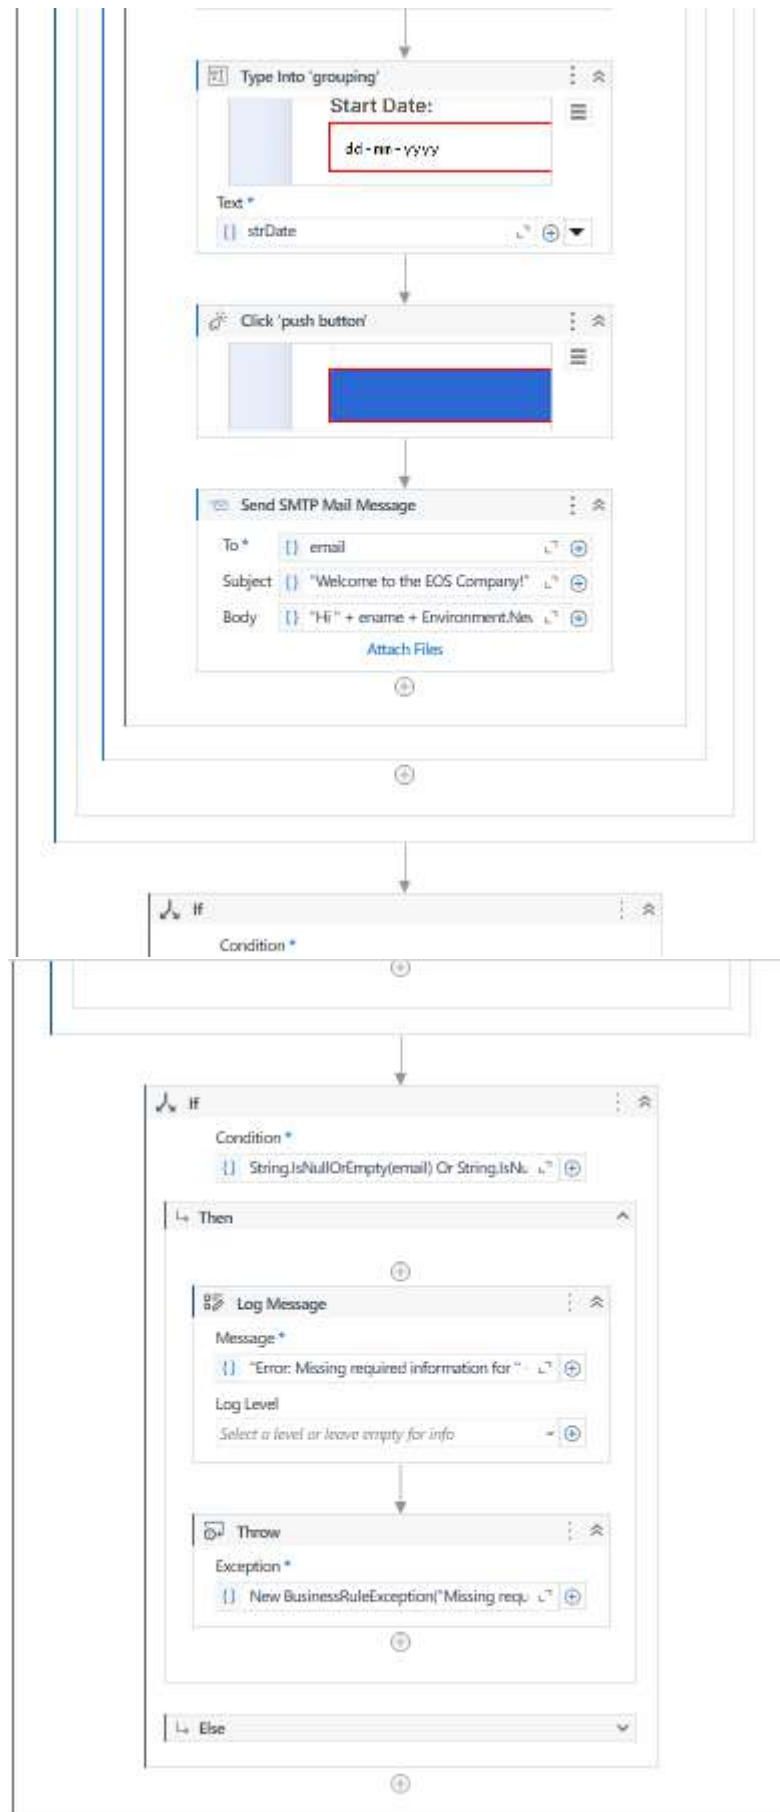 Type Into 'grouping'
Start Date:
dd-mm-yyyy
Text *
strDate
Click 'push button'
Send SMTP Mail Message
To * email
Subject "Welcome to the EOS Company!"
Body "Hi " + ename + Environment.Nev
Attach Files
If
Condition *
If
Condition *
String.IsNullOrEmpty(email) Or String.IsNu
Then
Log Message
Message *
"Error: Missing required information for "
Log Level
Select a level or leave empty for info
Throw
Exception *
New BusinessRuleException("Missing requ
Else